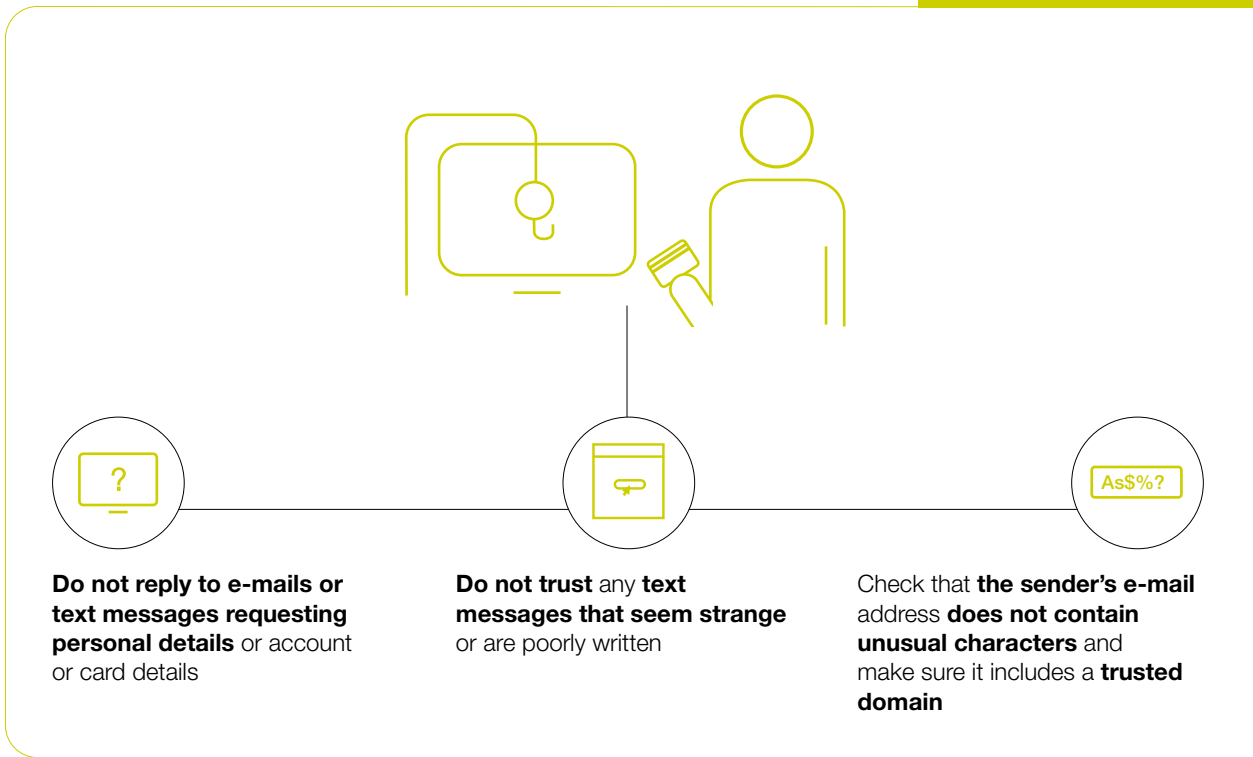 ?
As$%?
Do not reply to e-mails or
text messages requesting
personal details or account
or card details
Do not trust any text
messages that seem strange
or are poorly written
Check that the sender's e-mail
address does not contain
unusual characters and
make sure it includes a trusted
domain